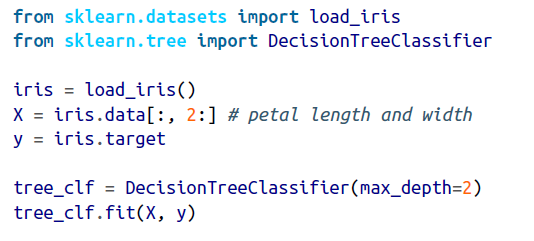 from sklearn.datasets import load_iris
from sklearn.tree import DecisionTreeClassifier

iris = load_iris()
X = iris.data[:, 2:] # petal length and width
y = iris.target

tree_clf = DecisionTreeClassifier(max_depth=2)
tree_clf.fit(X, y)